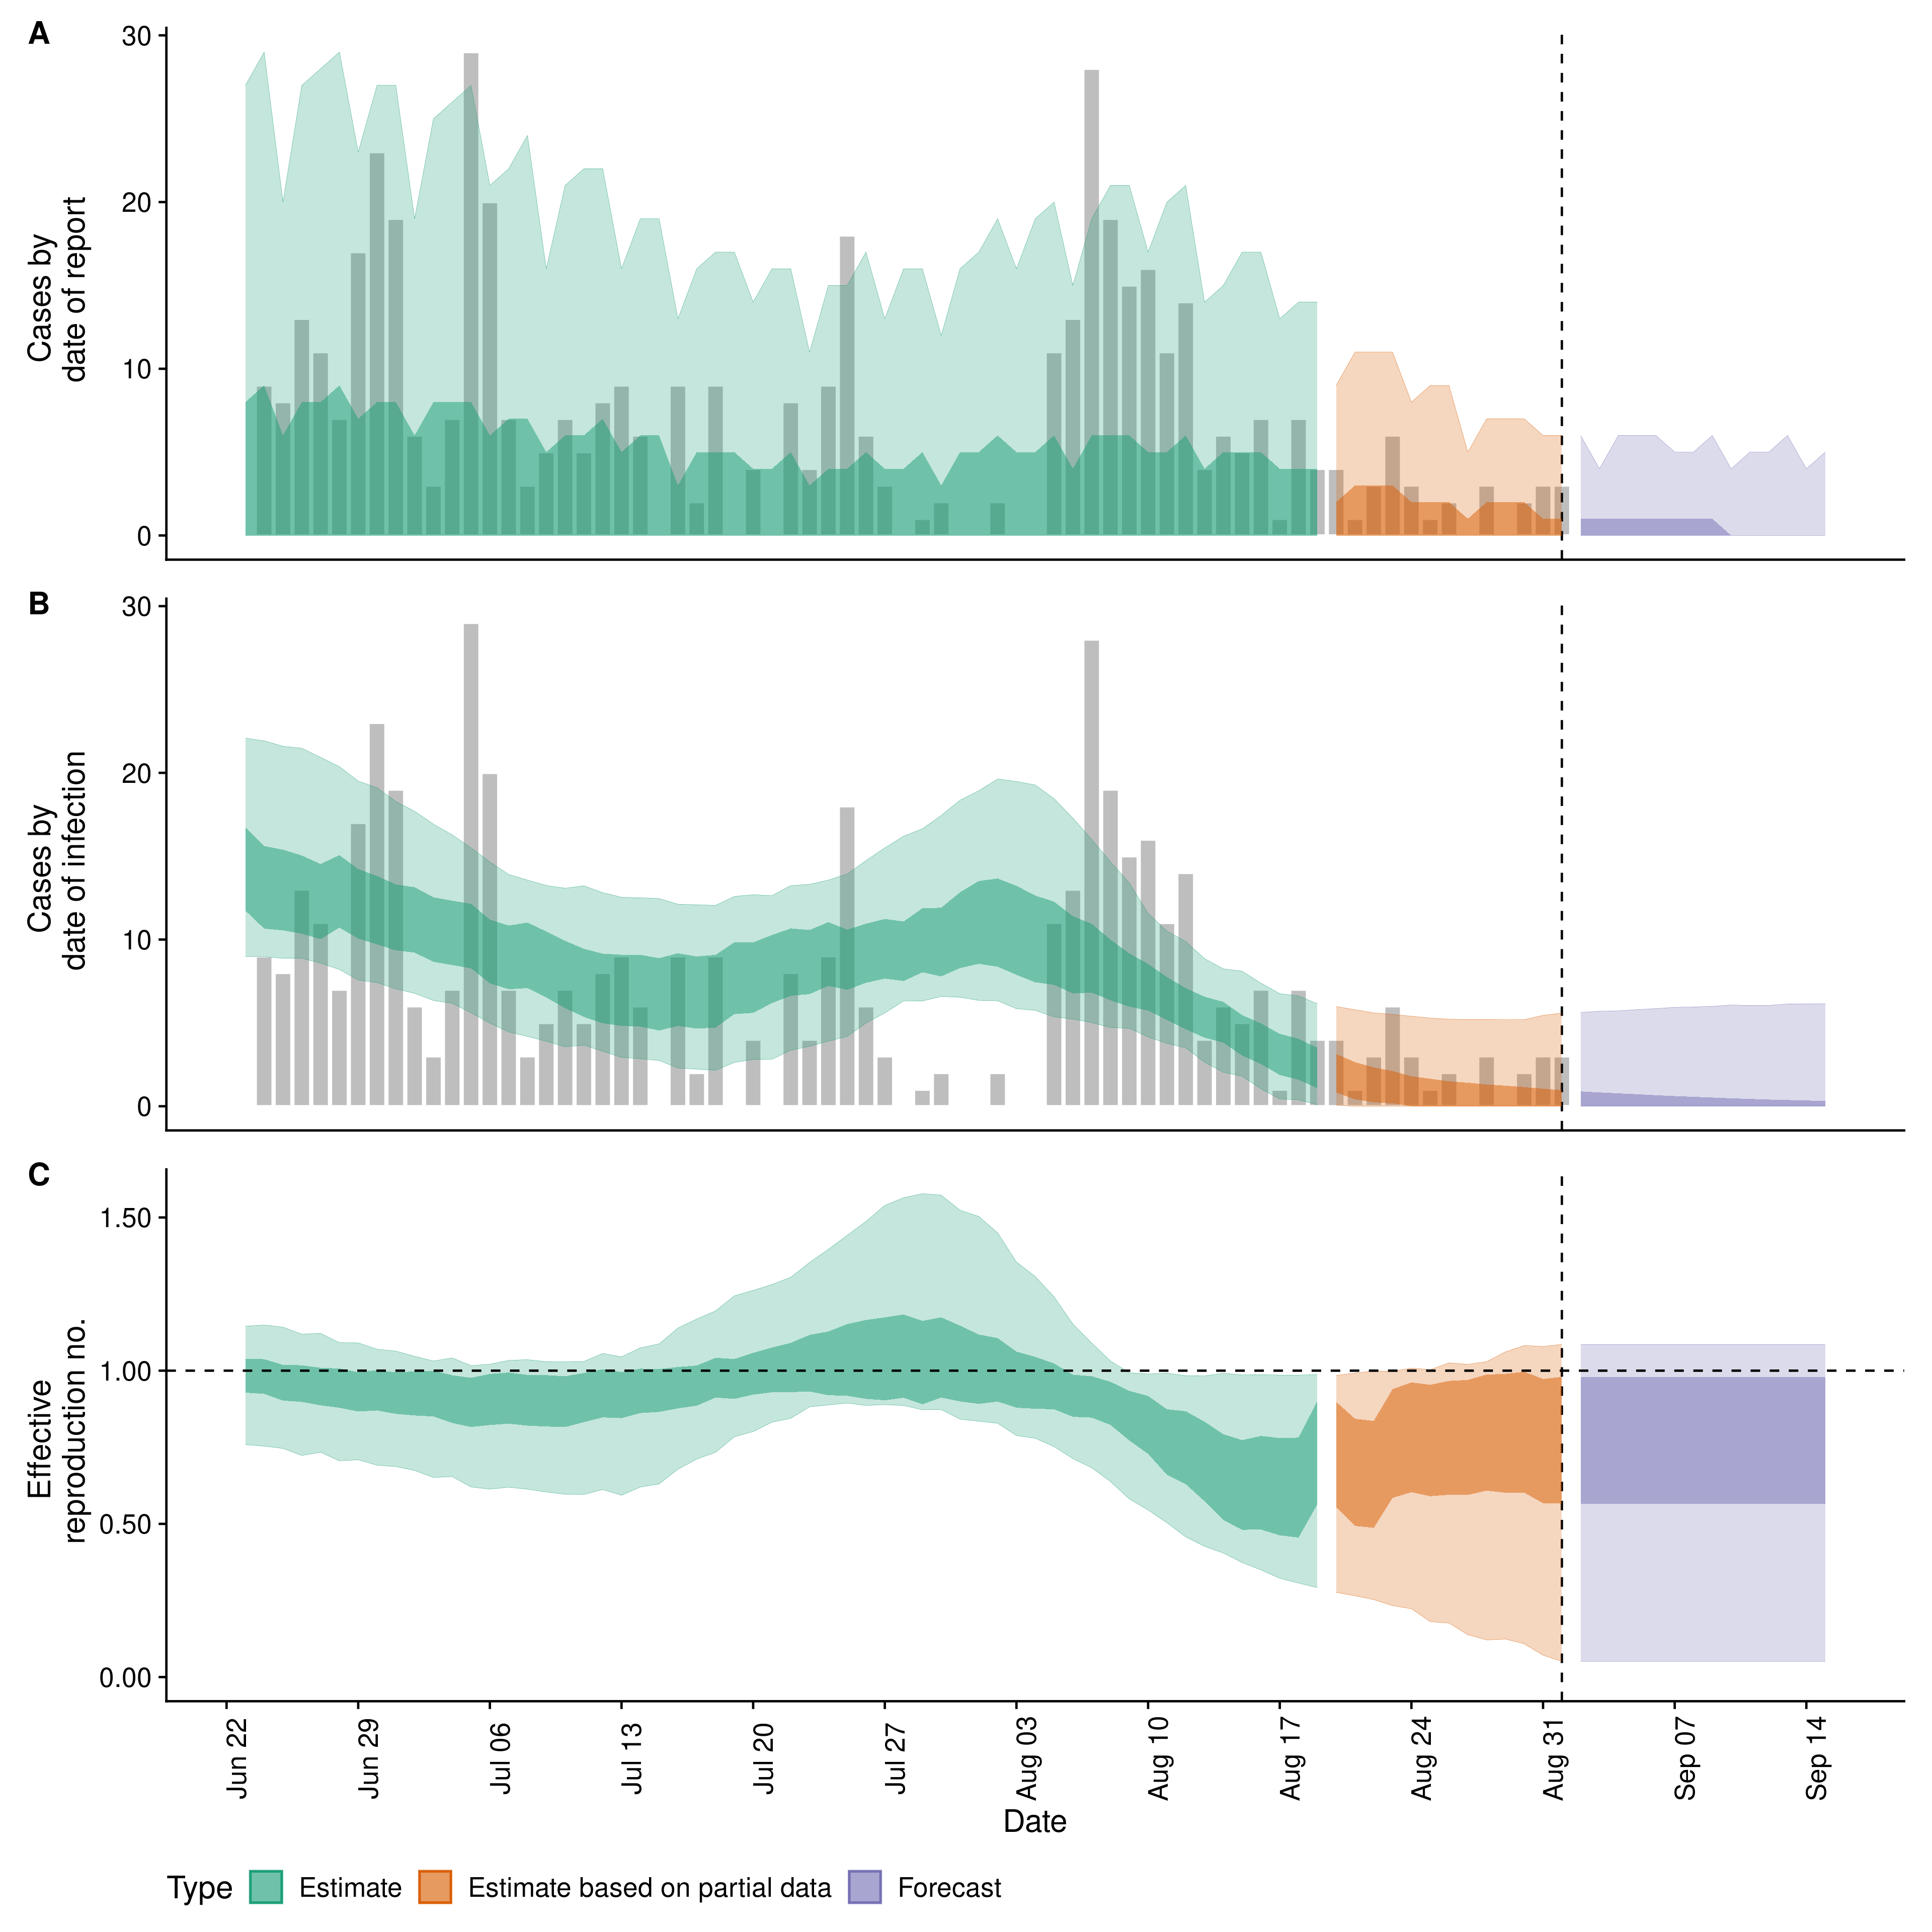 A
Cases by
date of report
30
20
10
0
B
Cases by
date of infection
30
20
10
0
C
Effective
reproduction no.
1.50
1.00
0.50
0.00
Jun 22
Jun 29
Jul 06
Jul 13
Jul 20
Jul 27
Aug 03
Aug 10
Aug 17
Aug 24
Aug 31
Sep 07
Sep 14
Date
Type Estimate Estimate based on partial data Forecast